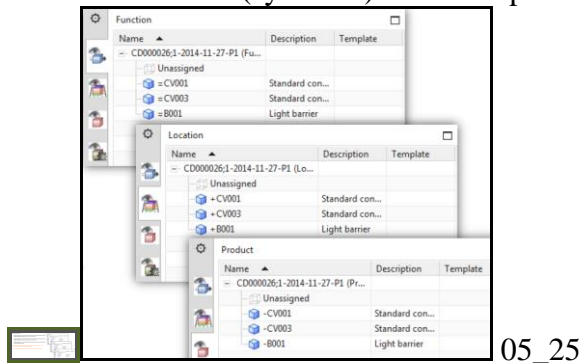 Function
Name Description Template
CD000026;1-2014-11-27-P1 (Fu...
Unassigned
=CV001 Standard con...
=CV003 Standard con...
=B001 Light barrier
Location
Name Description Template
CD000026;1-2014-11-27-P1 (Lo...
Unassigned
+CV001 Standard con...
+CV003 Standard con...
+B001 Light barrier
Product
Name Description Template
CD000026;1-2014-11-27-P1 (Pr...
Unassigned
-CV001 Standard con...
-CV003 Standard con...
-B001 Light barrier
05_25